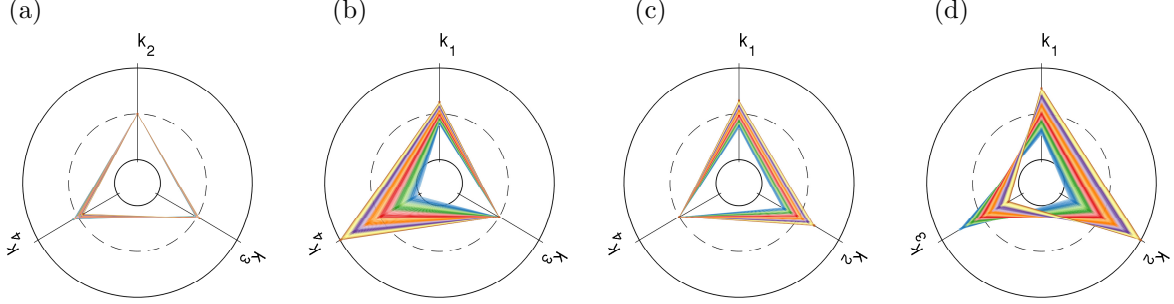 (a) (b) (c) (d)
k₂ k₁ k₁ k₁
k₄ k₃ k₄ k₃ k₄ k₂ k₃ k₂